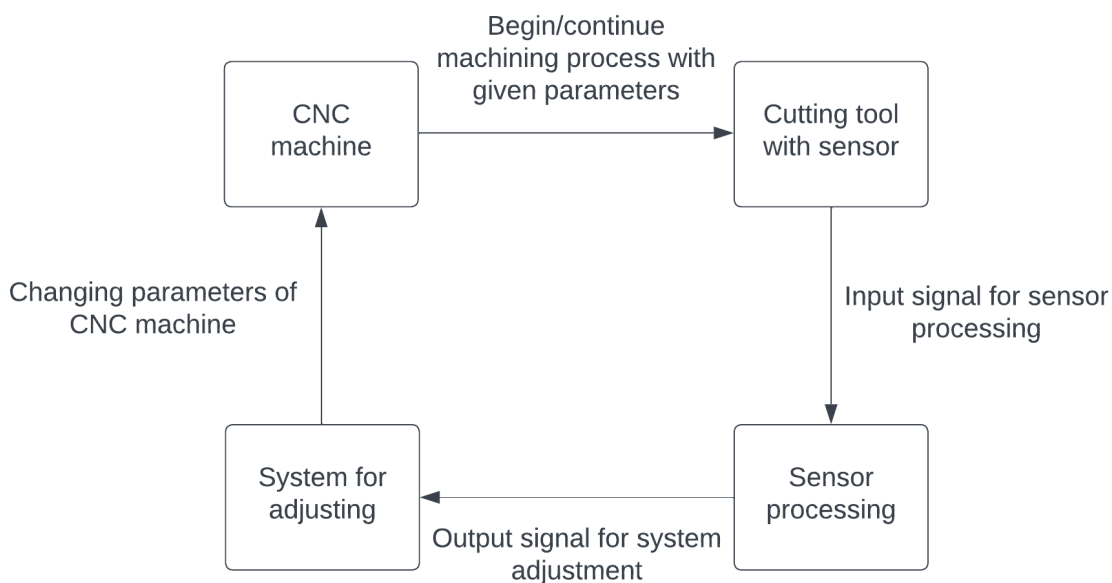 Begin/continue
machining process with
given parameters
CNC
machine
Cutting tool
with sensor
Changing parameters of
CNC machine
Input signal for sensor
processing
System for
adjusting
Sensor
processing
Output signal for system
adjustment